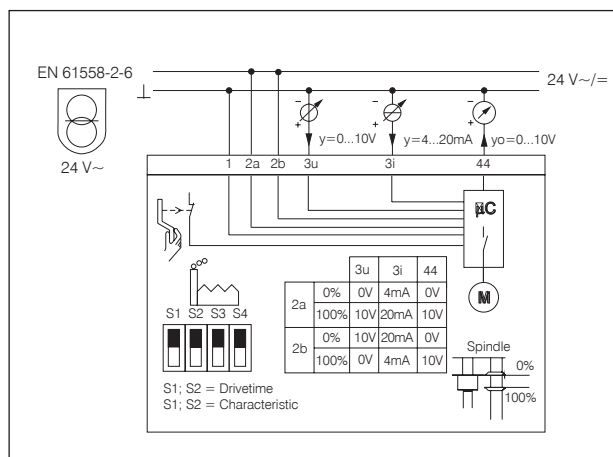 EN 61558-2-6
24 V~/=
24 V~
y=0...10V
y=4...20mA
yo=0...10V
1 2a 2b 3u 3i 44
- +
- +
- +
µC
M
3u 3i 44
2a 0% 0V 4mA 0V
100% 10V 20mA 10V
2b 0% 10V 20mA 0V
100% 0V 4mA 10V
S1 S2 S3 S4
S1; S2 = Drivetime
S1; S2 = Characteristic
Spindle
0%
100%